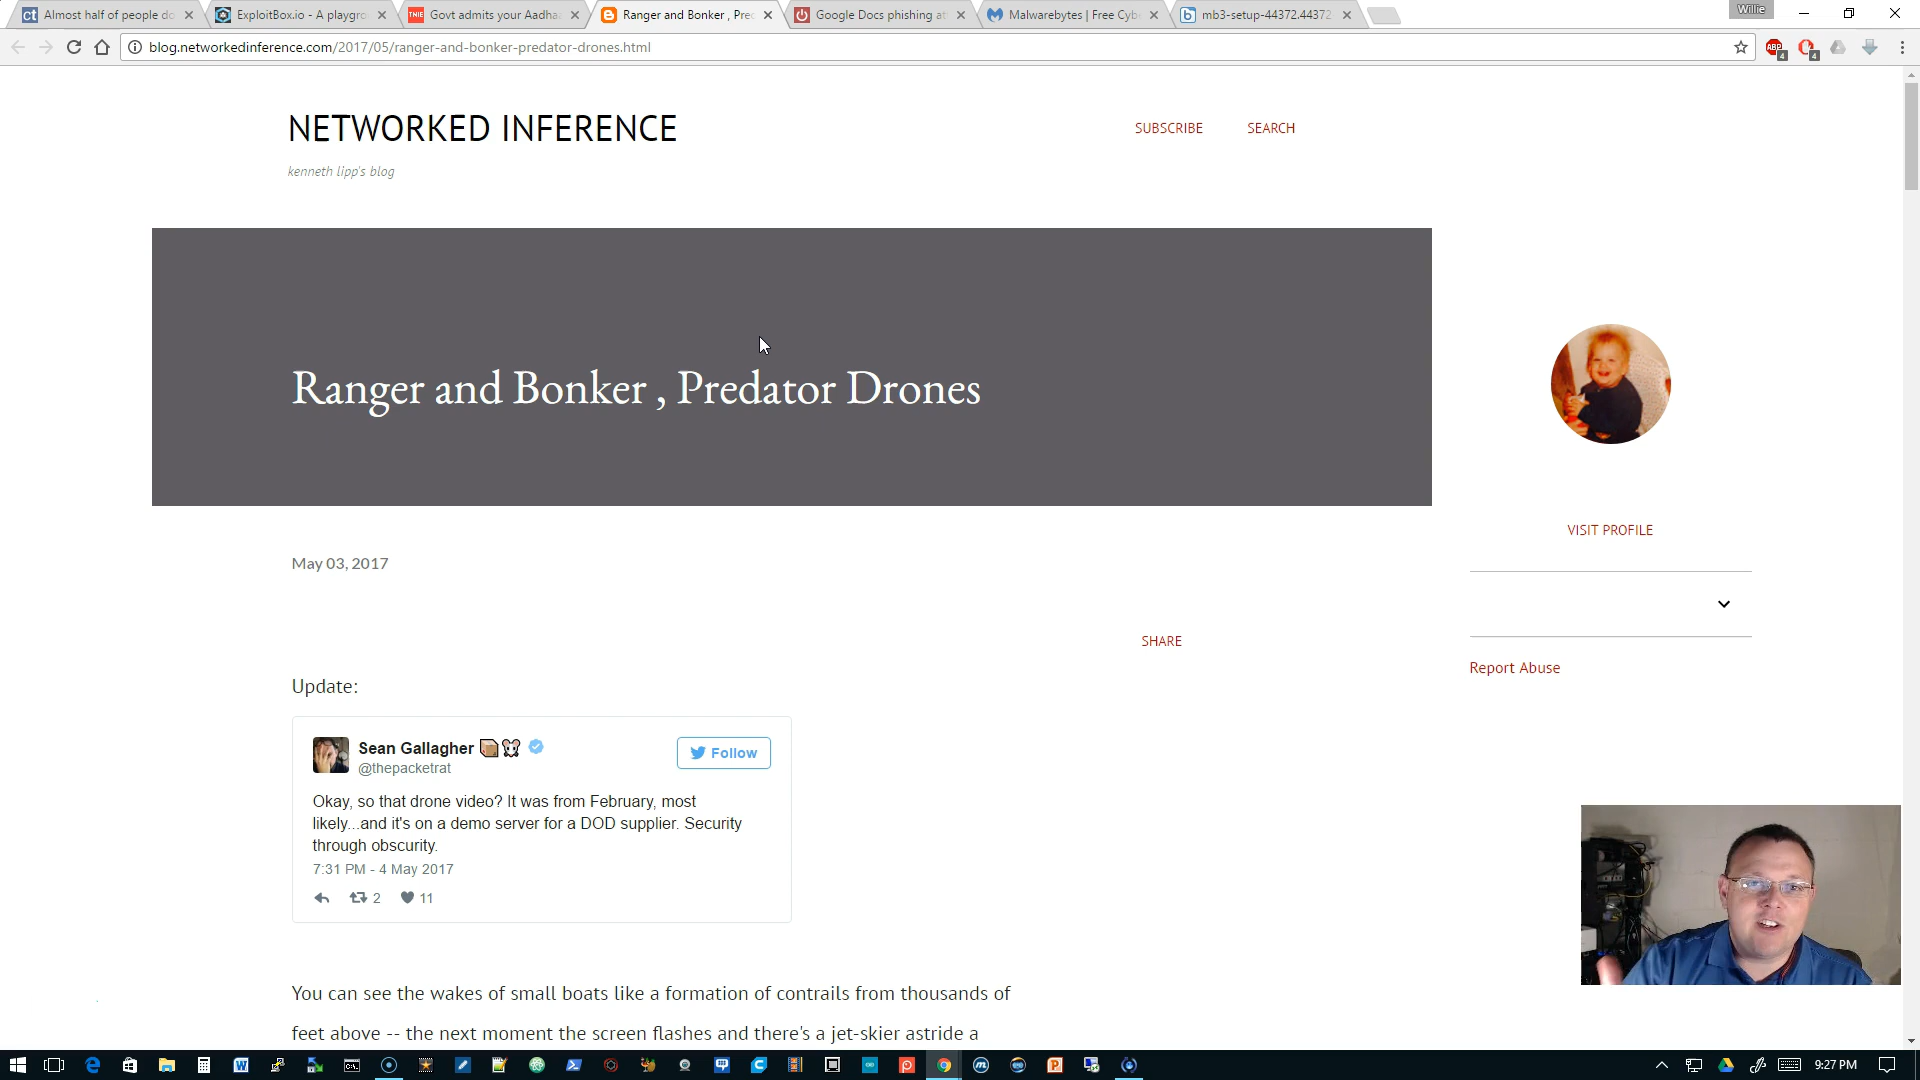 Almost half of people do
ExploitBox.io - A playgro
Govt admits your Aadha
Ranger and Bonker , Pre
Google Docs phishing at
Malwarebytes | Free Cyb
mb3-setup-44372.44372
Willie
blog.networkedinference.com/2017/05/ranger-and-bonker-predator-drones.html
NETWORKED INFERENCE
SUBSCRIBE
SEARCH
kenneth lipp's blog
Ranger and Bonker , Predator Drones
VISIT PROFILE
May 03, 2017
SHARE
Report Abuse
Update:
Sean Gallagher
@thepacketrat
Follow
Okay, so that drone video? It was from February, most
likely...and it's on a demo server for a DOD supplier. Security
through obscurity.
7:31 PM - 4 May 2017
2 11
You can see the wakes of small boats like a formation of contrails from thousands of
feet above -- the next moment the screen flashes and there's a jet-skier astride a
9:27 PM